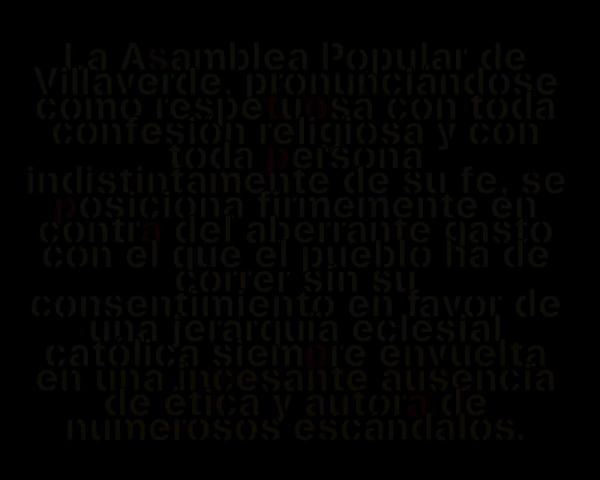 La Asamblea Popular de
Villaverde, pronunciándose
como respetuosa con toda
confesión religiosa y con
toda persona
indistintamente de su fe, se
posiciona firmemente en
contra del aberrante gasto
con el que el pueblo ha de
correr sin su
consentimiento en favor de
una jerarquía eclesial
católica siempre envuelta
en una incesante ausencia
de ética y autora de
numerosos escándalos.